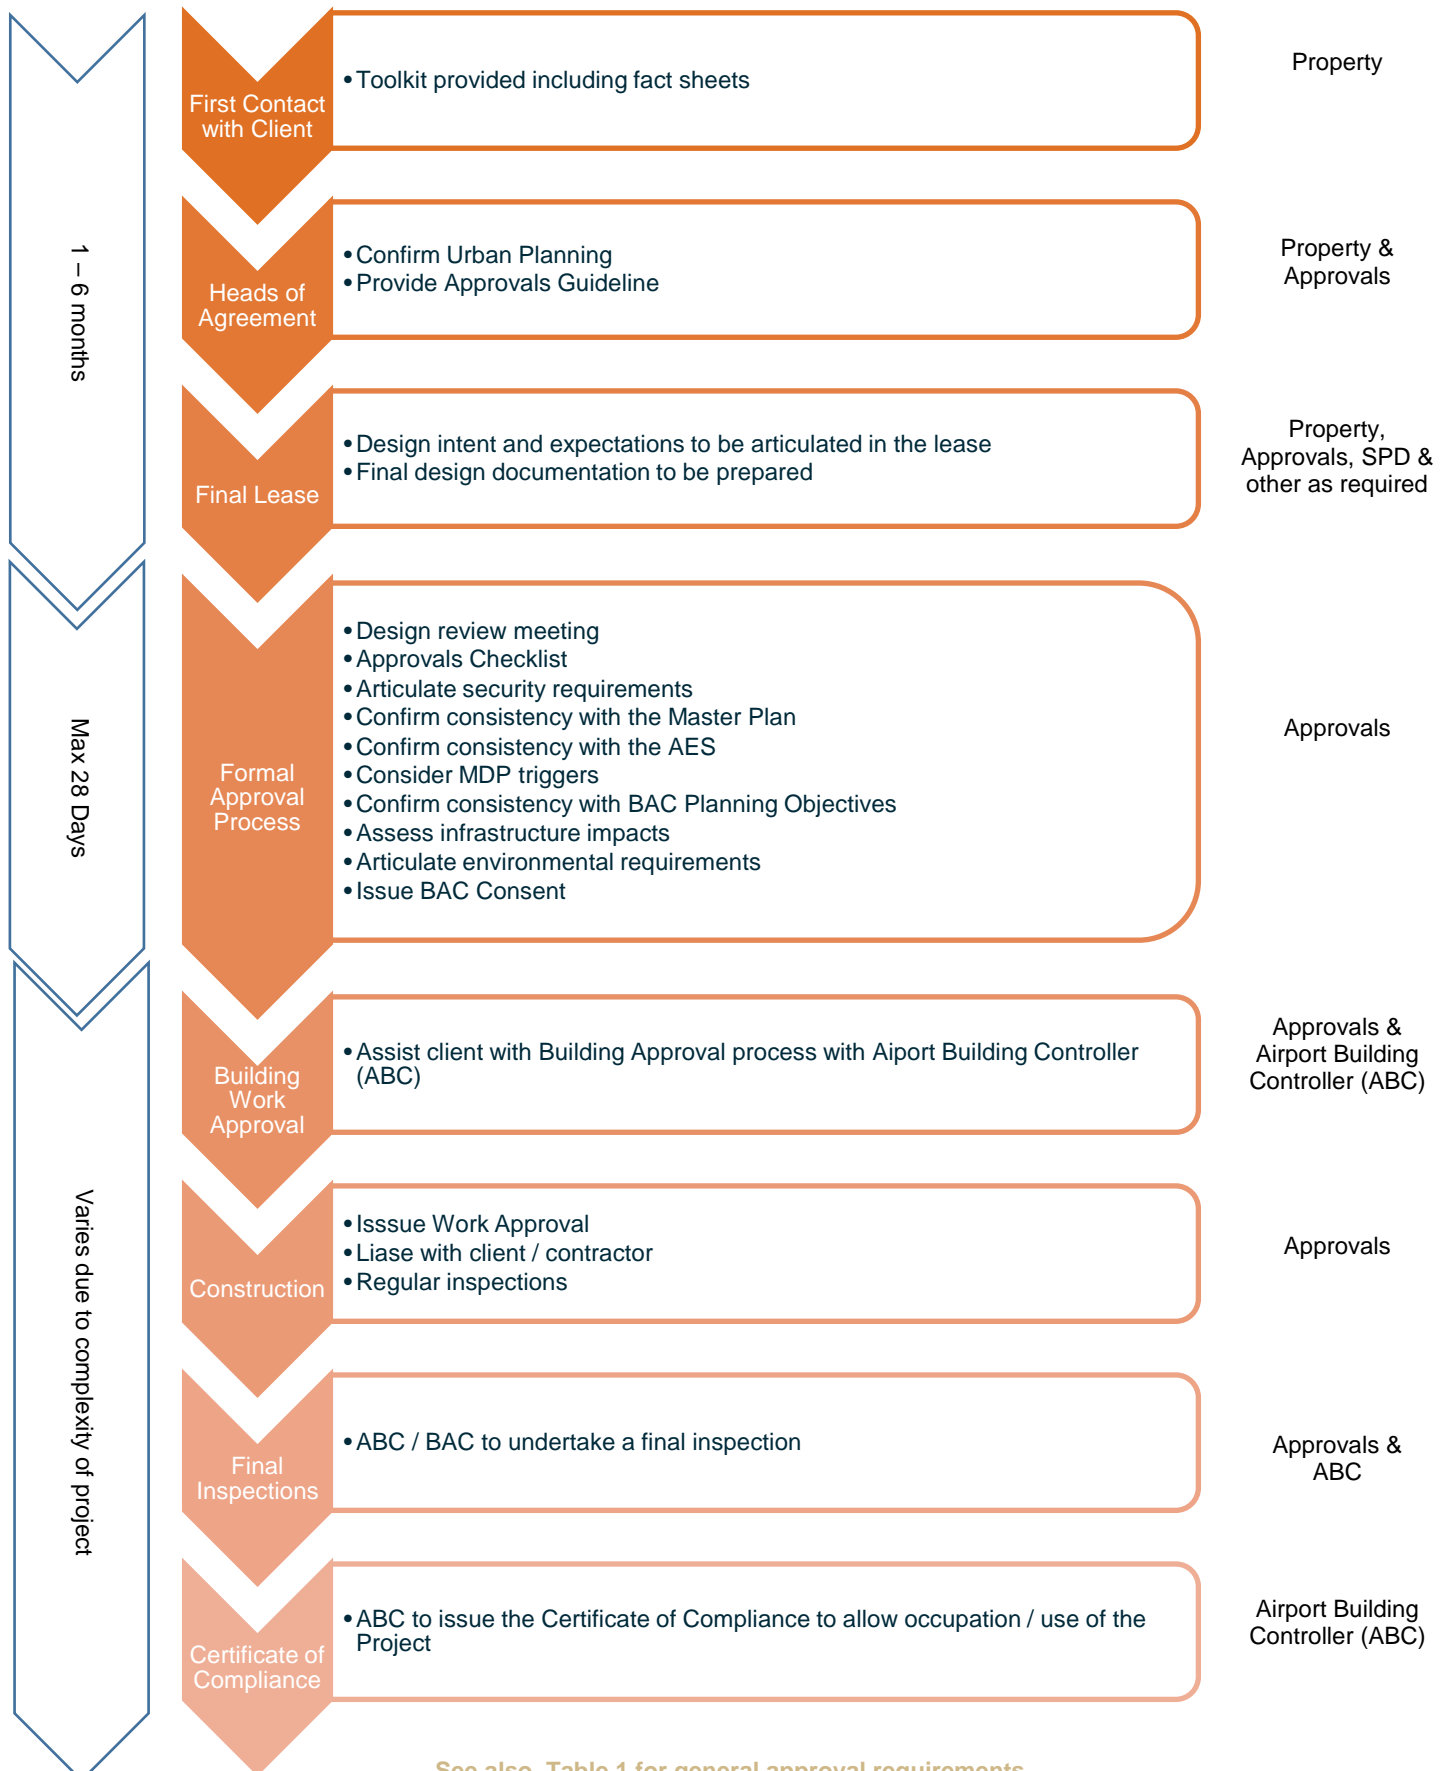 1 – 6 months
First Contact
with Client
•Toolkit provided including fact sheets
Property
Heads of
Agreement
•Confirm Urban Planning
•Provide Approvals Guideline
Property &
Approvals
Final Lease
•Design intent and expectations to be articulated in the lease
•Final design documentation to be prepared
Property,
Approvals, SPD &
other as required
Max 28 Days
Formal
Approval
Process
•Design review meeting
•Approvals Checklist
•Articulate security requirements
•Confirm consistency with the Master Plan
•Confirm consistency with the AES
•Consider MDP triggers
•Confirm consistency with BAC Planning Objectives
•Assess infrastructure impacts
•Articulate environmental requirements
•Issue BAC Consent
Approvals
Varies due to complexity of project
Building
Work
Approval
•Assist client with Building Approval process with Aiport Building Controller
(ABC)
Approvals &
Airport Building
Controller (ABC)
Construction
•Isssue Work Approval
•Liase with client / contractor
•Regular inspections
Approvals
Final
Inspections
•ABC / BAC to undertake a final inspection
Approvals &
ABC
Certificate of
Compliance
•ABC to issue the Certificate of Compliance to allow occupation / use of the
Project
Airport Building
Controller (ABC)
See also, Table 1 for general approval requirements